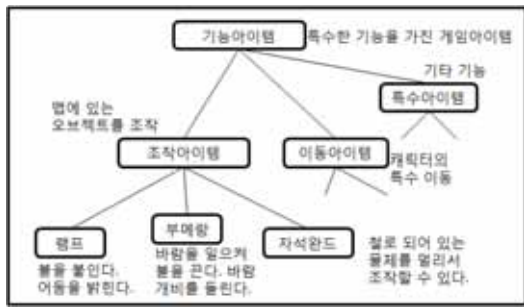 기능아이템 특수한 기능을 가진 게임아이템
기타 기능
특수아이템
맵에 있는
오브젝트를 조작
조작아이템
이동아이템
캐릭터의
특수 이동
램프
불을 붙인다.
어둠을 밝힌다.
부메랑
바람을 일으켜
불을 끈다. 바람
개비를 돌린다.
자석완드
철로 되어 있는
물체를 멀리서
조작할 수 있다.